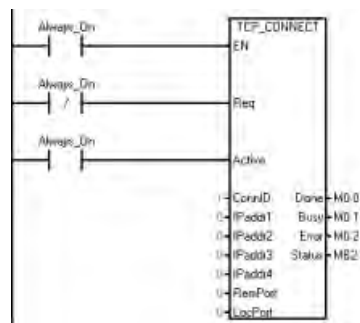 Always_On
TCP_CONNECT
EN
Always_On
/
Req
Always_On
Active
1 ConnID Done M0.0
0 IPaddr1 Busy M0.1
0 IPaddr2 Error M0.2
0 IPaddr3 Status MB2
0 IPaddr4
0 RemPort
0 LocPort